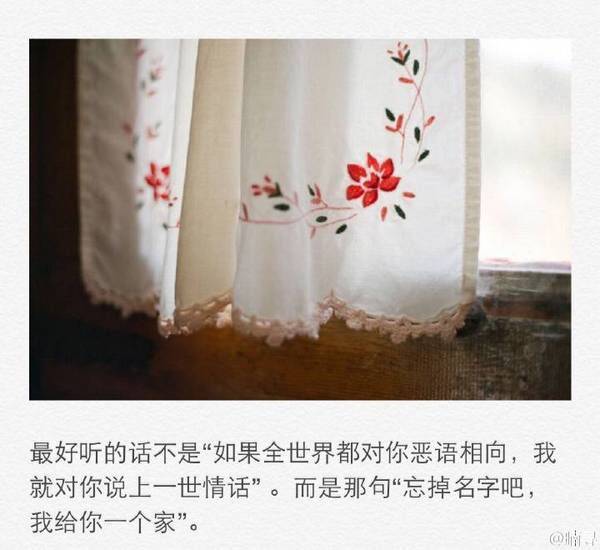 最好听的话不是“如果全世界都对你恶语相向，我
就对你说上一世情话”。而是那句“忘掉名字吧，
我给你一个家”。